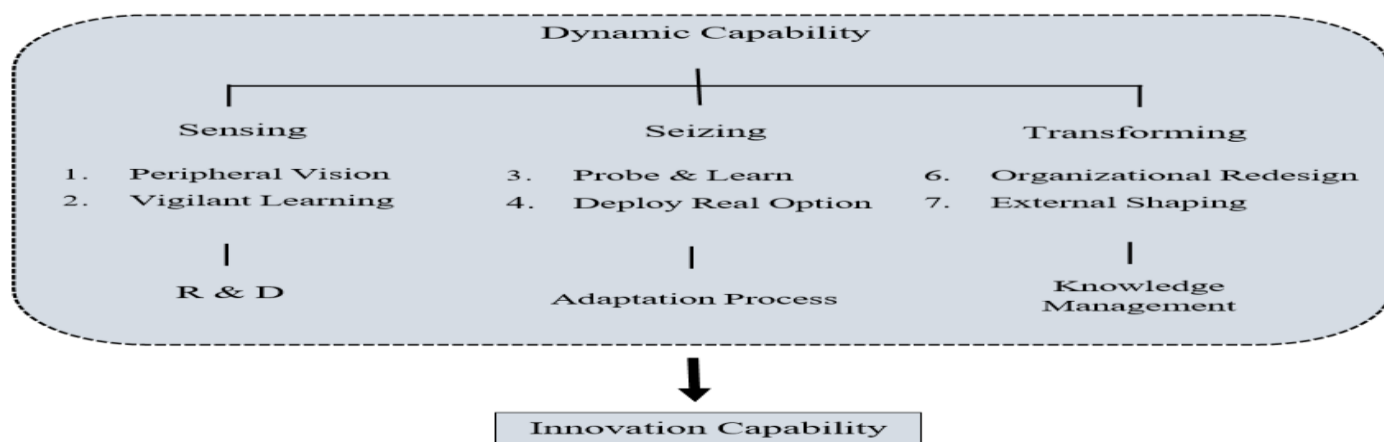 Dynamic Capability
Sensing
1. Peripheral Vision
2. Vigilant Learning
R & D
Seizing
3. Probe & Learn
4. Deploy Real Option
Adaptation Process
Transforming
6. Organizational Redesign
7. External Shaping
Knowledge
Management
Innovation Capability